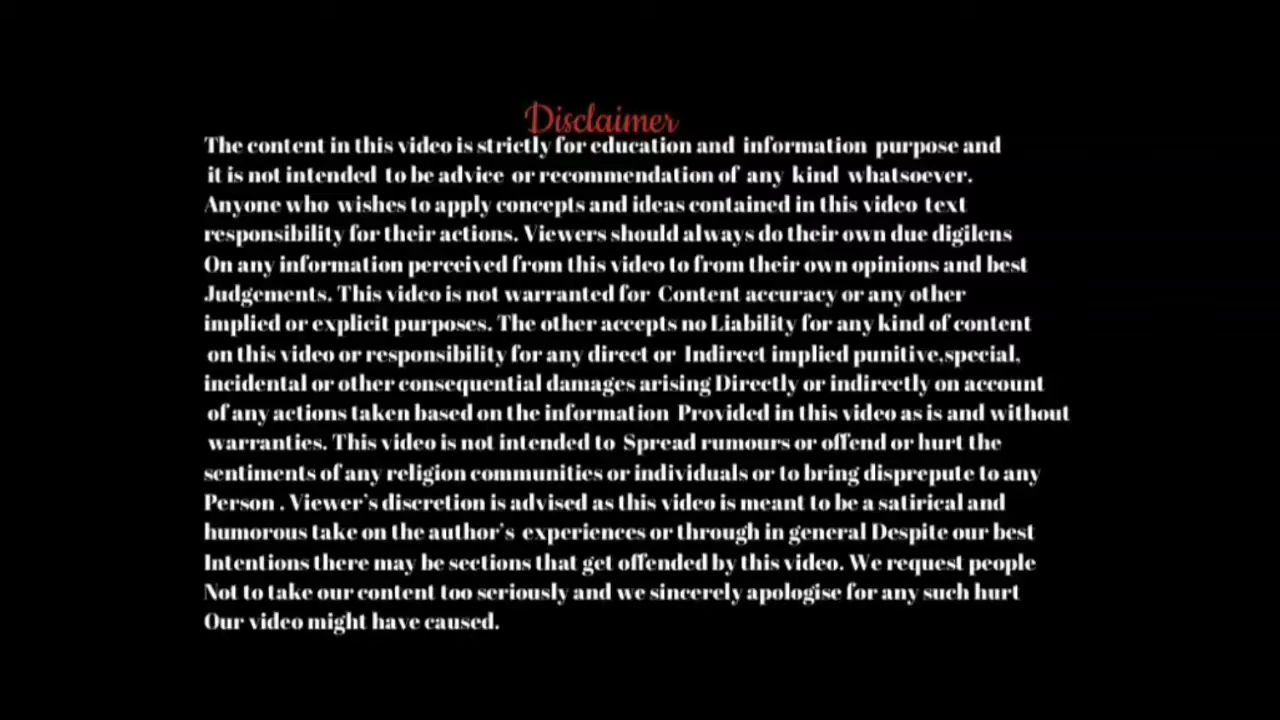 Disclaimer
The content in this video is strictly for education and information purpose and
it is not intended to be advice or recommendation of any kind whatsoever.
Anyone who wishes to apply concepts and ideas contained in this video text
responsibility for their actions. Viewers should always do their own due digilens
On any information perceived from this video to from their own opinions and best
Judgements. This video is not warranted for Content accuracy or any other
implied or explicit purposes. The other accepts no Liability for any kind of content
on this video or responsibility for any direct or Indirect implied punitive,special,
incidental or other consequential damages arising Directly or indirectly on account
of any actions taken based on the information Provided in this video as is and without
warranties. This video is not intended to Spread rumours or offend or hurt the
sentiments of any religion communities or individuals or to bring disprepute to any
Person . Viewer's discretion is advised as this video is meant to be a satirical and
humorous take on the author's experiences or through in general Despite our best
Intentions there may be sections that get offended by this video. We request people
Not to take our content too seriously and we sincerely apologise for any such hurt
Our video might have caused.